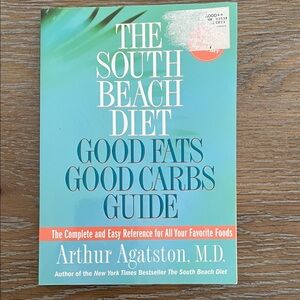 THE
SOUTH
BEACH
DIET
GOOD FATS
GOOD CARBS
GUIDE
The Complete and Easy Reference for All Your Favorite Foods
Arthur Agatston, M.D.
Author of the New York Times Bestseller The South Beach Diet